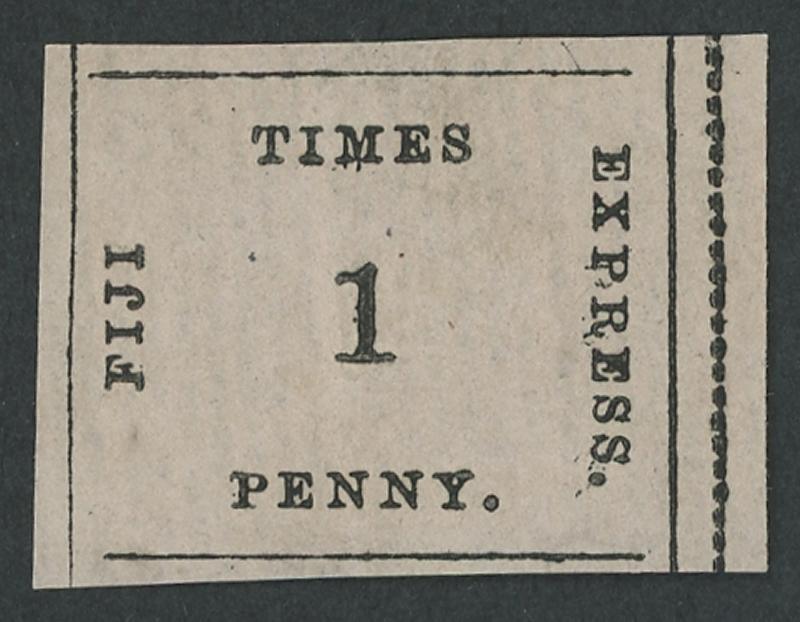 FIJI
TIMES
EXPRESS.
1
PENNY.